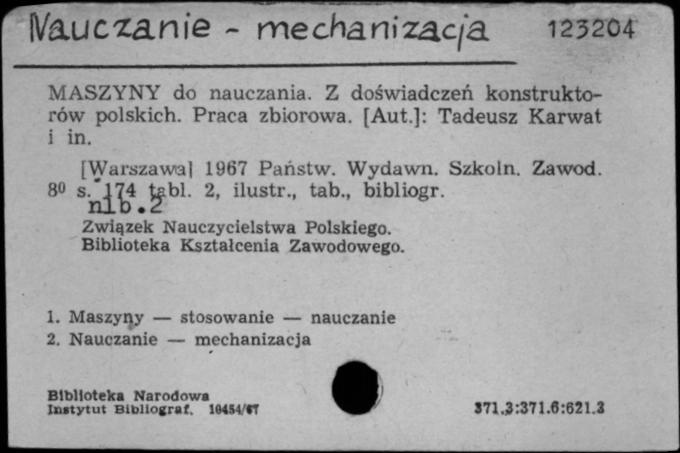 Nauczanie - mechanizacja 123204
MASZYNY do nauczania. Z doświadczeń konstrukto-
rów polskich. Praca zbiorowa. [Aut.]: Tadeusz Karwat
i in.
[Warszawa] 1967 Państw. Wydawn. Szkoln. Zawod.
8⁰ s. 174 tabl. 2, ilustr., tab., bibliogr.
nlb.2
Związek Nauczycielstwa Polskiego.
Biblioteka Kształcenia Zawodowego.
1. Maszyny — stosowanie — nauczanie
2. Nauczanie — mechanizacja
Biblioteka Narodowa
Instytut Bibliograf. 10454/67 371.3:371.6:621.3